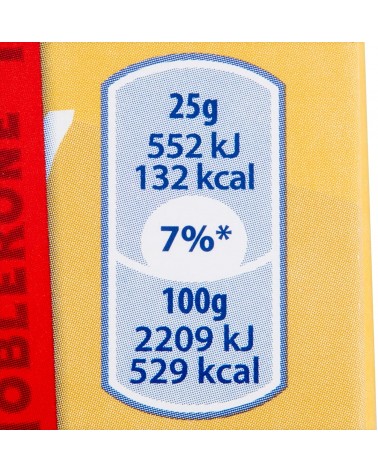 25g
552 kJ
132 kcal
7%*
100g
2209 kJ
529 kcal
OBLERONE